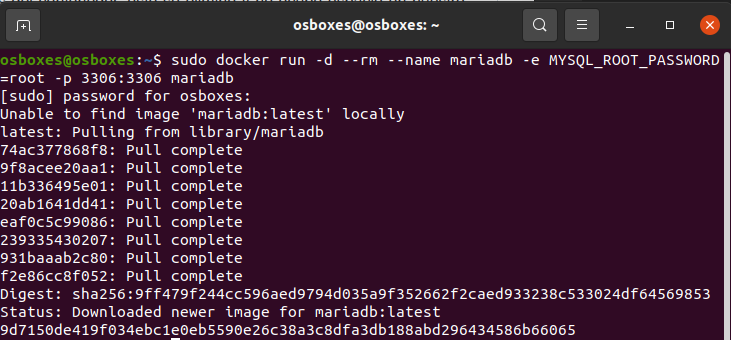 osboxes@osboxes: ~
osboxes@osboxes:~$ sudo docker run -d --rm --name mariadb -e MYSQL_ROOT_PASSWORD
=root -p 3306:3306 mariadb
[sudo] password for osboxes:
Unable to find image 'mariadb:latest' locally
latest: Pulling from library/mariadb
74ac377868f8: Pull complete
9f8acee20aa1: Pull complete
11b336495e01: Pull complete
20ab1641dd41: Pull complete
eaf0c5c99086: Pull complete
239335430207: Pull complete
931baaab2c80: Pull complete
f2e86cc8f052: Pull complete
Digest: sha256:9ff479f244cc596aed9794d035a9f352662f2caed933238c533024df64569853
Status: Downloaded newer image for mariadb:latest
9d7150de419f034ebc1e0eb5590e26c38a3c8dfa3db188abd296434586b66065